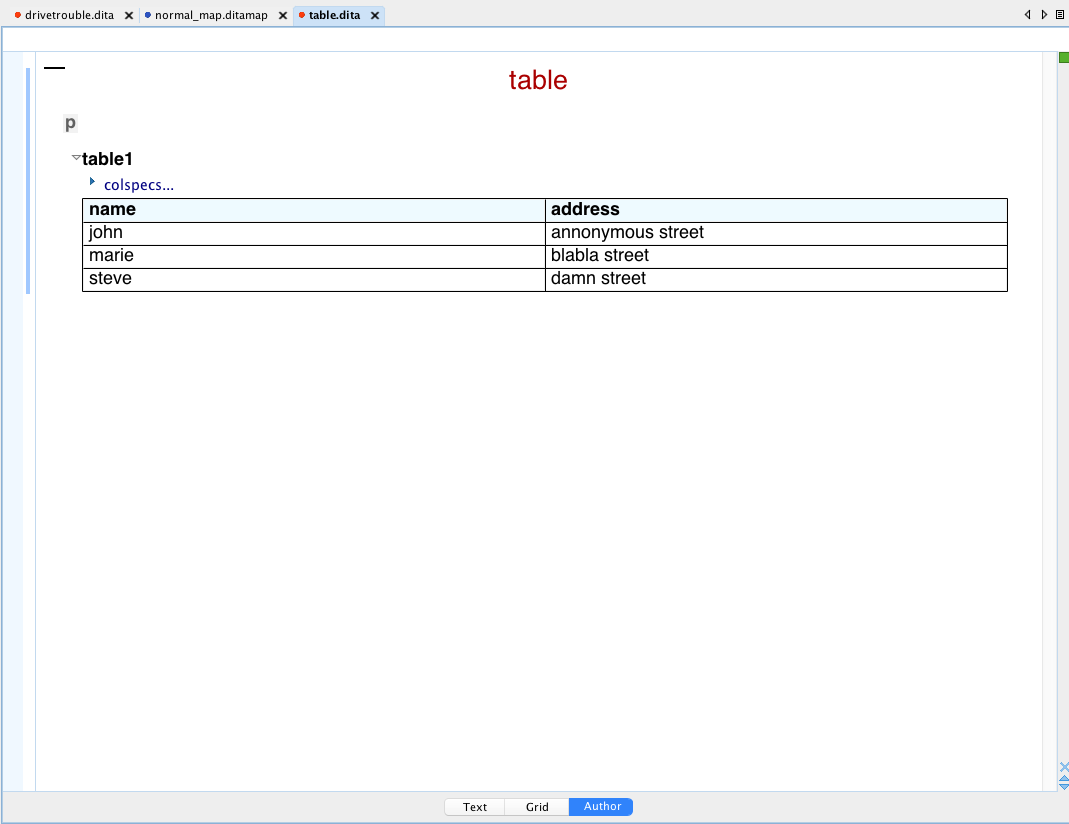 drivetrouble.dita normal_map.ditamap table.dita
table
p
table1
colspecs...
name address
john annonymous street
marie blabla street
steve damn street
Text Grid Author